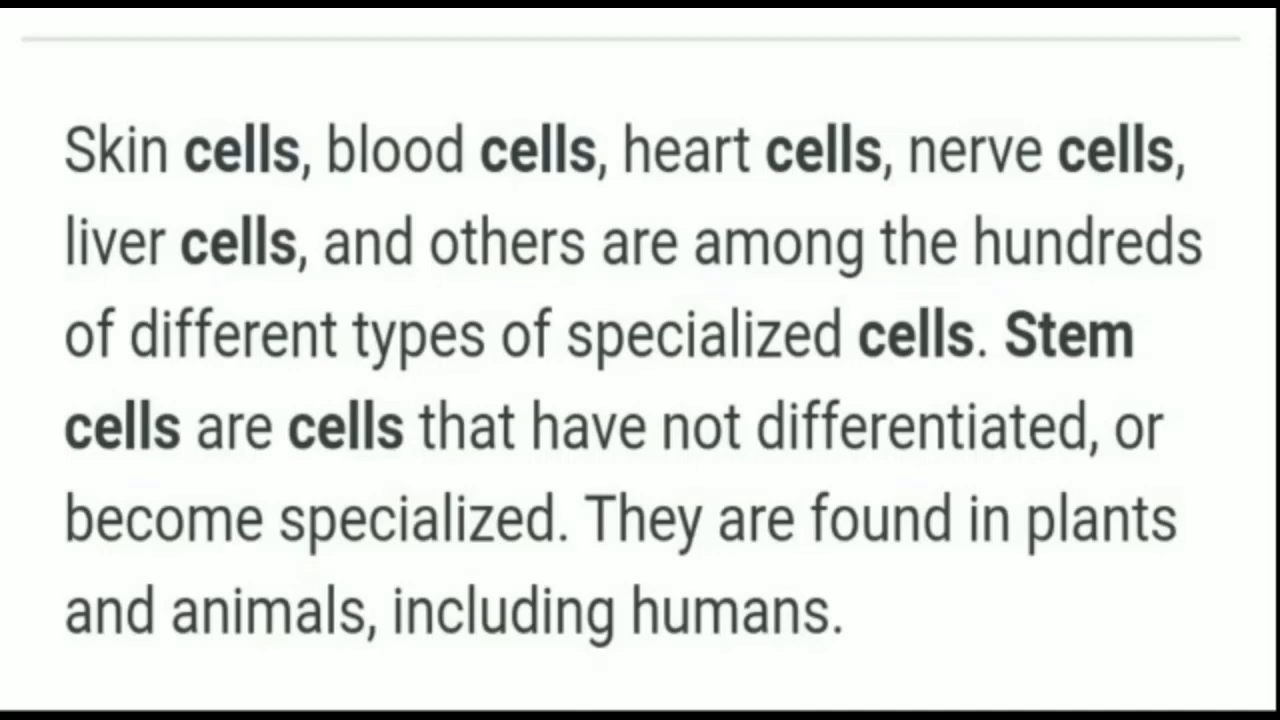 Skin cells, blood cells, heart cells, nerve cells,
liver cells, and others are among the hundreds
of different types of specialized cells. Stem
cells are cells that have not differentiated, or
become specialized. They are found in plants
and animals, including humans.